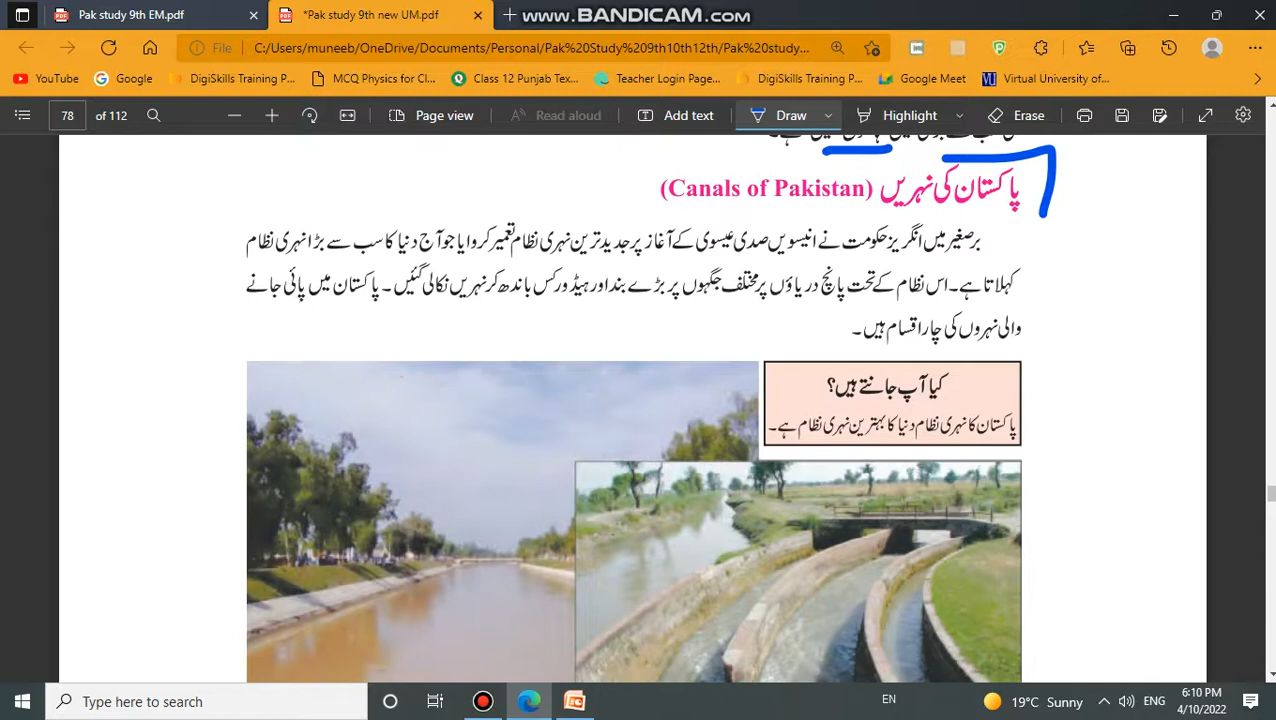 Pak study 9th EM.pdf
*Pak study 9th new UM.pdf
www.BANDICAM.com
File
C:/Users/muneeb/OneDrive/Documents/Personal/Pak%20Study%209th10th12th/Pak%20study...
YouTube
Google
DigiSkills Training P...
MCQ Physics for Cl...
Class 12 Punjab Tex...
Teacher Login Page...
DigiSkills Training P...
Google Meet
Virtual University of...
78 of 112
Page view
Read aloud
Add text
Draw
Highlight
Erase
پاکستان کی نہریں (Canals of Pakistan)
برصغیر میں انگریز حکومت نے انیسویں صدی عیسوی کے آغاز پر جدید ترین نہری نظام تعمیر کروایا جو آج دنیا کا سب سے بڑا نہری نظام
کہلاتا ہے۔ اس نظام کے تحت پانچ دریاؤں پر مختلف جگہوں پر بڑے بند اور ہیڈورکس باندھ کر نہریں نکالی گئیں۔ پاکستان میں پائی جانے
والی نہروں کی چار اقسام ہیں۔
کیا آپ جانتے ہیں؟
پاکستان کا نہری نظام دنیا کا بہترین نہری نظام ہے۔
Type here to search
EN
19°C Sunny
ENG
6:10 PM
4/10/2022